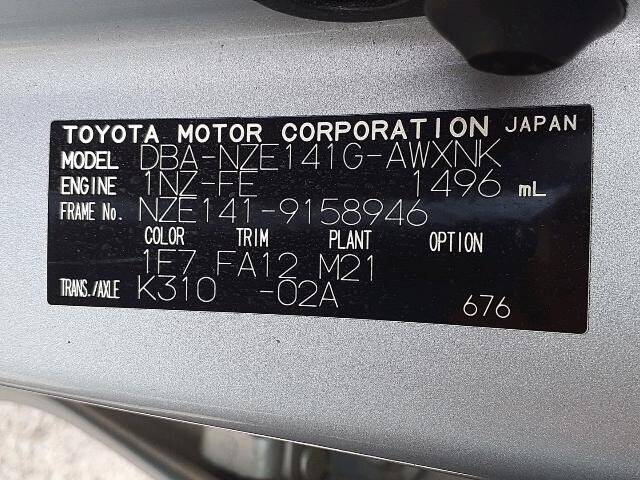 TOYOTA MOTOR CORPORATION JAPAN
MODEL DBA-NZE141G-AWXNK
ENGINE 1NZ-FE 1496 mL
FRAME No. NZE141-9158946
COLOR TRIM PLANT OPTION
1F7 FA12 M21
TRANS./AXLE K310 -02A
676